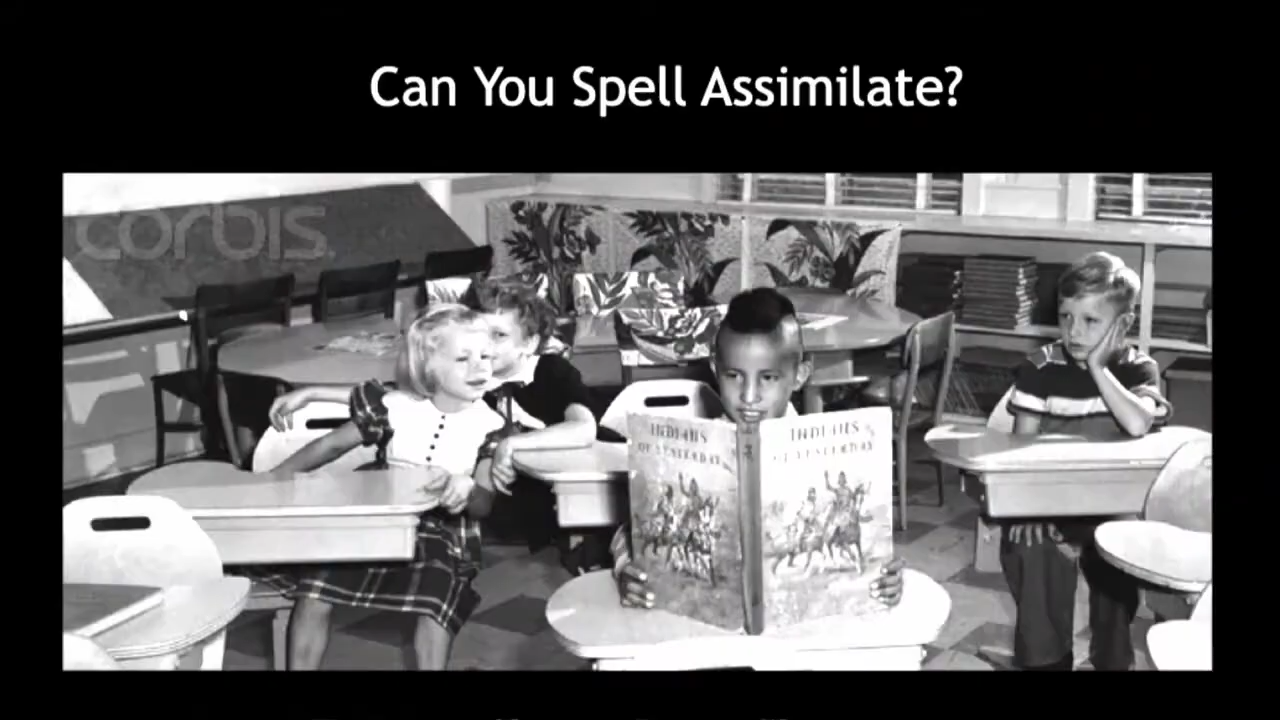 Can You Spell Assimilate?
corbis.
INDIANS
OF YESTERDAY
INDIANS
OF YESTERDAY